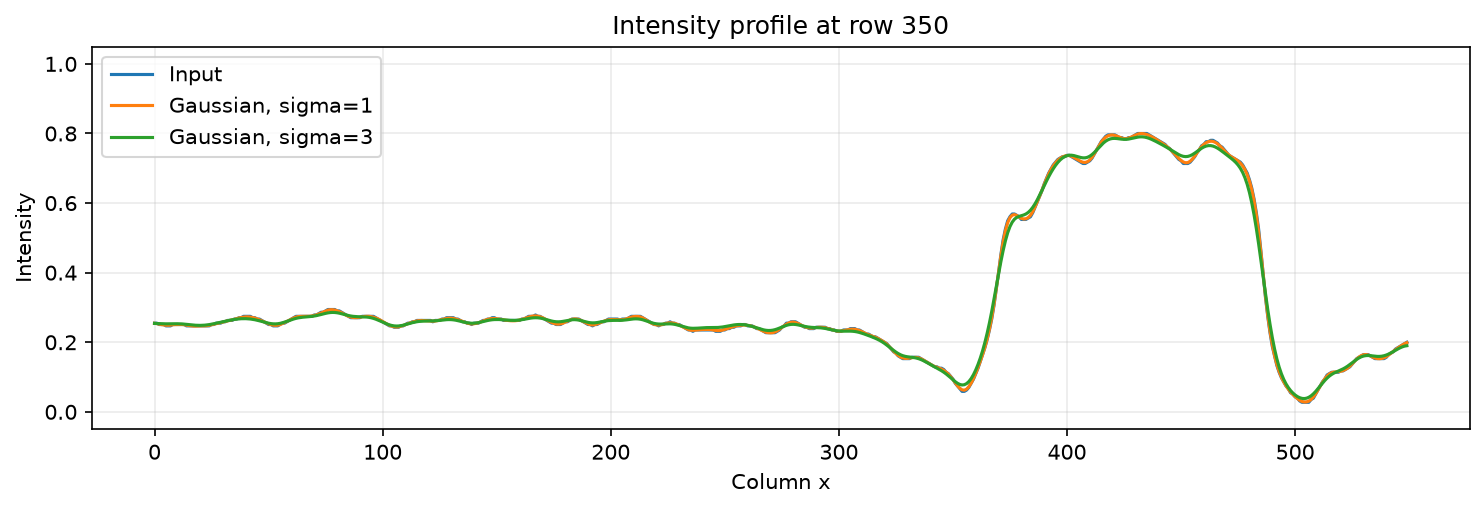 Intensity profile at row 350
Input
Gaussian, sigma=1
Gaussian, sigma=3
Intensity
1.0
0.8
0.6
0.4
0.2
0.0
0 100 200 300 400 500
Column x